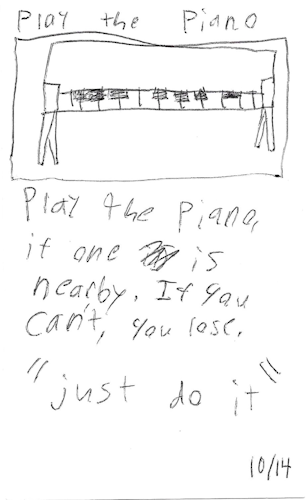 Play the Piano
Play the piano,
if one is
nearby. If you
can't, you lose.
"just do it"
10/14